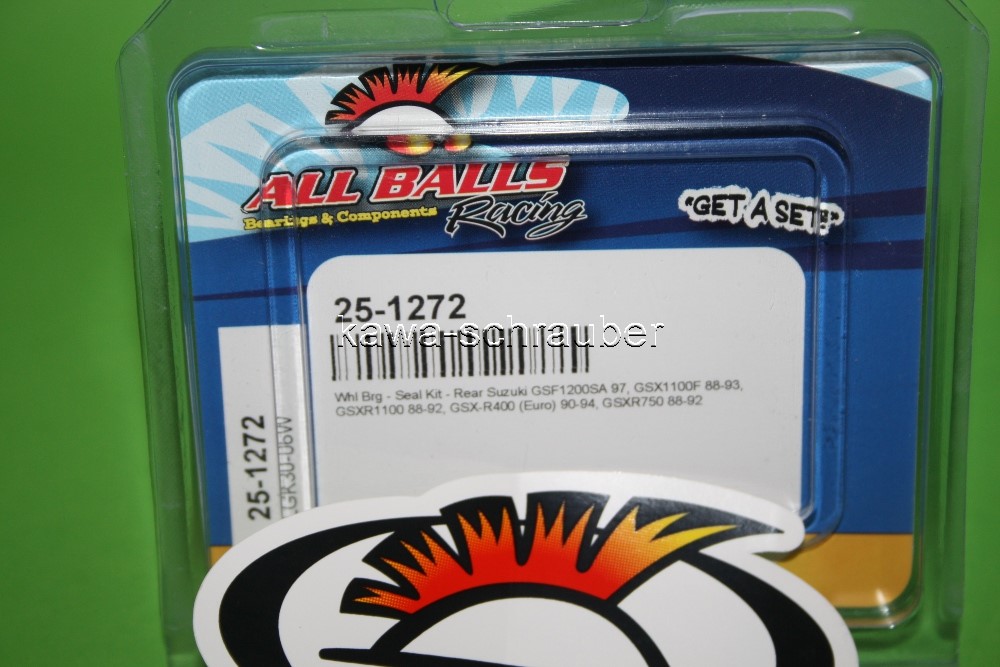 ALL BALLS
Racing
Bearings & Components
"GET A SET!"
25-1272
kawa-schrauber
Whl Brg - Seal Kit - Rear Suzuki GSF1200SA 97, GSX1100F 88-93,
GSXR1100 88-92, GSX-R400 (Euro) 90-94, GSXR750 88-92
25-1272